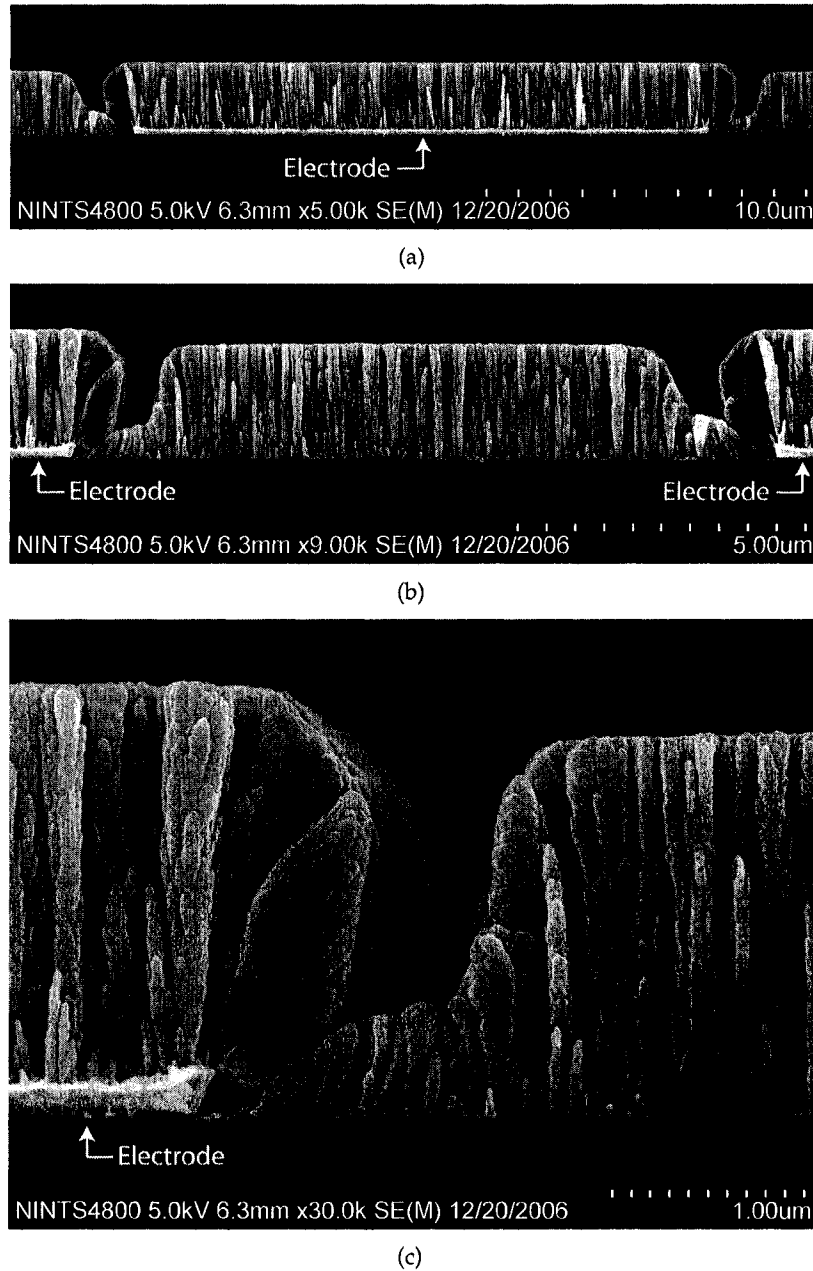 Electrode
NINTS4800 5.0kV 6.3mm x5.00k SE(M) 12/20/2006 10.0um
(a)
Electrode Electrode
NINTS4800 5.0kV 6.3mm x9.00k SE(M) 12/20/2006 5.00um
(b)
Electrode
NINTS4800 5.0kV 6.3mm x30.0k SE(M) 12/20/2006 1.00um
(c)